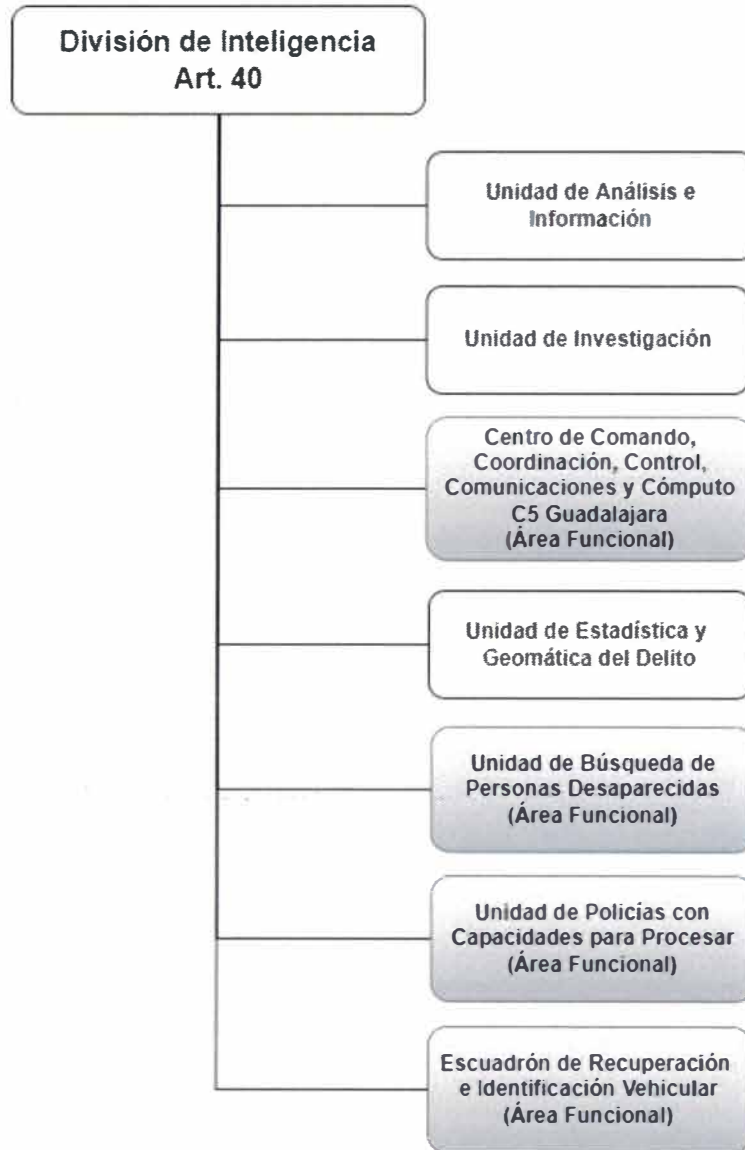 División de Inteligencia
Art. 40
Unidad de Análisis e
Información
Unidad de Investigación
Centro de Comando,
Coordinación, Control,
Comunicaciones y Cómputo
C5 Guadalajara
(Área Funcional)
Unidad de Estadística y
Geomática del Delito
Unidad de Búsqueda de
Personas Desaparecidas
(Área Funcional)
Unidad de Policías con
Capacidades para Procesar
(Área Funcional)
Escuadrón de Recuperación
e Identificación Vehicular
(Área Funcional)